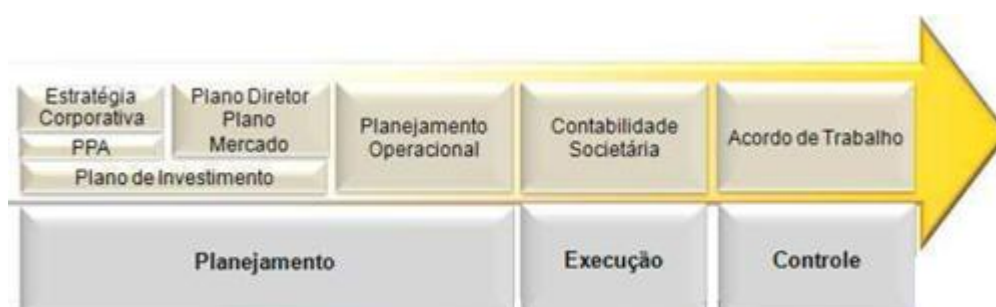 Estratégia
Corporativa
PPA
Plano Diretor
Plano
Mercado
Plano de Investimento
Planejamento
Operacional
Contabilidade
Societária
Acordo de Trabalho
Planejamento
Execução
Controle